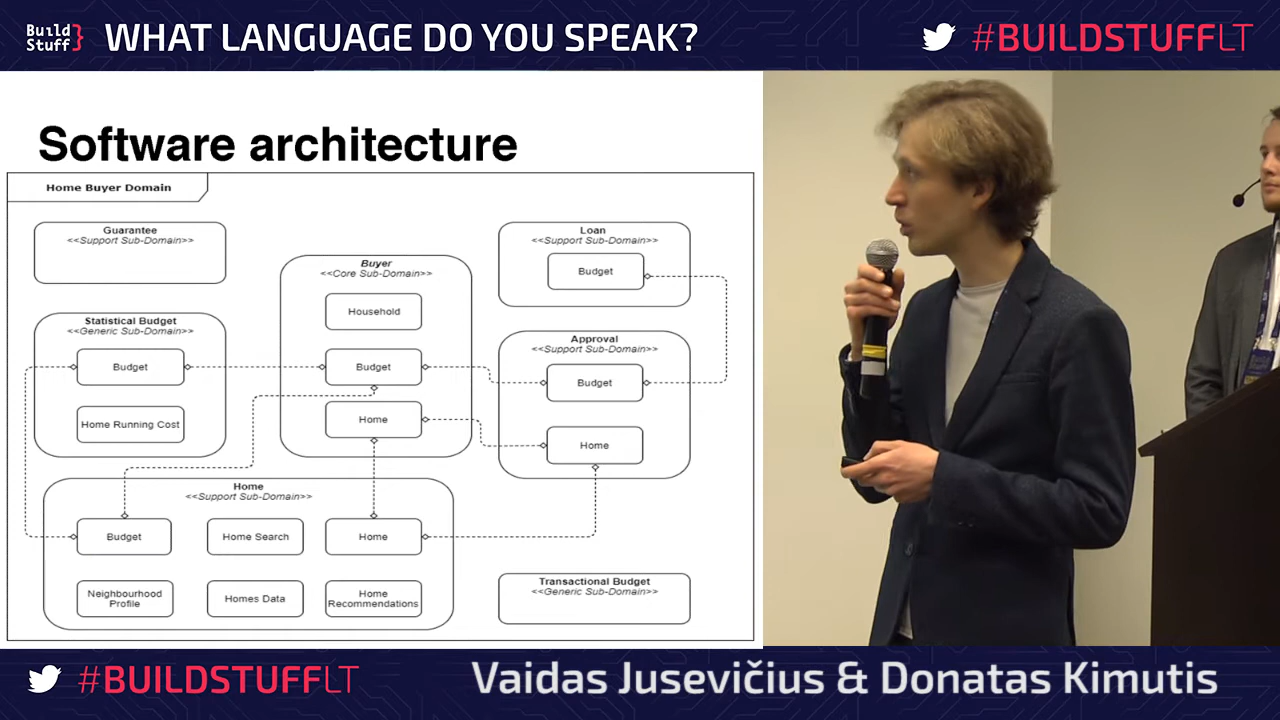 Build
Stuff}
WHAT LANGUAGE DO YOU SPEAK?
#BUILDSTUFFLT
Software architecture
Home Buyer Domain
Guarantee
<<Support Sub-Domain>>
Buyer
<<Core Sub-Domain>>
Household
Budget
Home
Loan
<<Support Sub-Domain>>
Budget
Statistical Budget
<<Generic Sub-Domain>>
Budget
Home Running Cost
Approval
<<Support Sub-Domain>>
Budget
Home
Home
<<Support Sub-Domain>>
Budget
Home Search
Home
Neighbourhood
Profile
Homes Data
Home
Recommendations
Transactional Budget
<<Generic Sub-Domain>>
#BUILDSTUFFLT
Vaidas Jusevičius & Donatas Kimutis